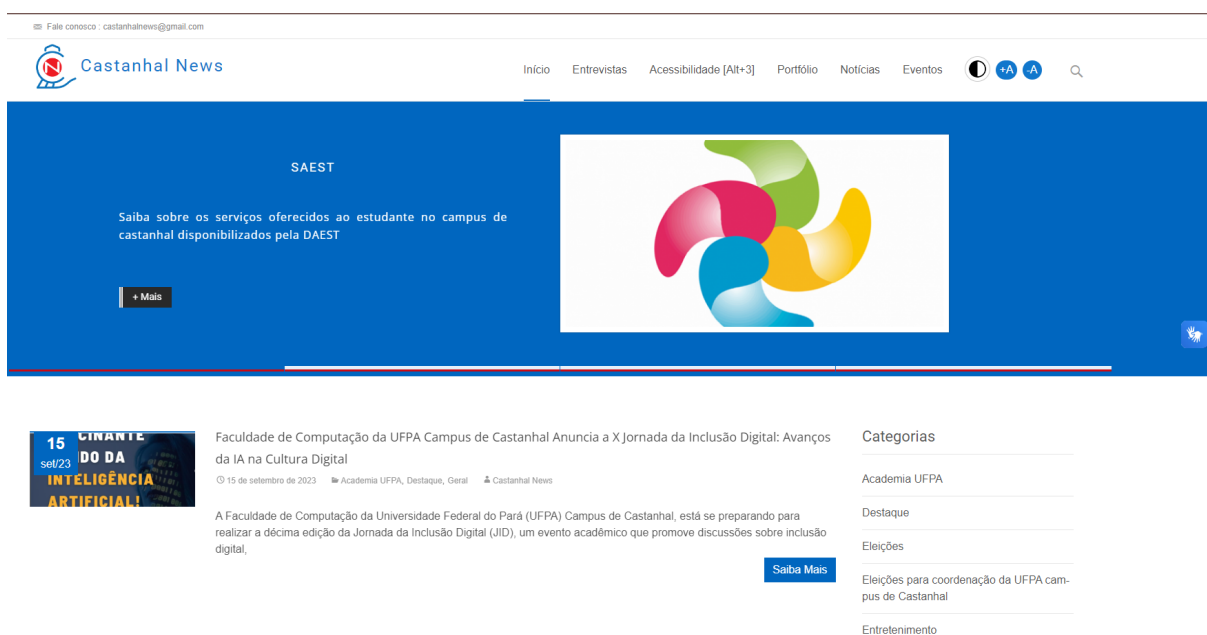 Fale conosco : castanhalnews@gmail.com
N
Castanhal News
Início Entrevistas Acessibilidade [Alt+3] Portfólio Notícias Eventos +A -A
SAEST
Saiba sobre os serviços oferecidos ao estudante no campus de
castanhal disponibilizados pela DAEST
+ Mais
15
set/23
CINANTE
DO DA
INTELIGÊNCIA
ARTIFICIAL!
Faculdade de Computação da UFPA Campus de Castanhal Anuncia a X Jornada da Inclusão Digital: Avanços
da IA na Cultura Digital
15 de setembro de 2023 Academia UFPA, Destaque, Geral Castanhal News
A Faculdade de Computação da Universidade Federal do Pará (UFPA) Campus de Castanhal, está se preparando para
realizar a décima edição da Jornada da Inclusão Digital (JID), um evento acadêmico que promove discussões sobre inclusão
digital,
Saiba Mais
Categorias
Academia UFPA
Destaque
Eleições
Eleições para coordenação da UFPA cam-
pus de Castanhal
Entretenimento